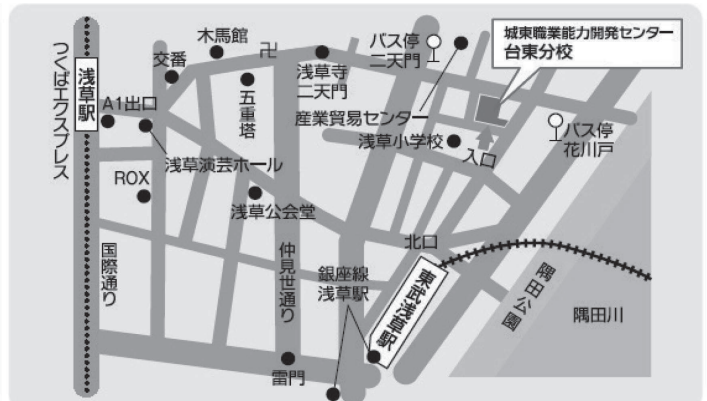 城東職業能力開発センター
台東分校
木馬館
卍
バス停
二天門
交番
浅草寺
二天門
つくばエクスプレス
浅草駅
A1出口
五重塔
産業貿易センター
浅草小学校
入口
バス停
花川戸
浅草演芸ホール
ROX
浅草公会堂
北口
国際通り
仲見世通り
銀座線
浅草駅
東武浅草駅
隅田公園
隅田川
雷門